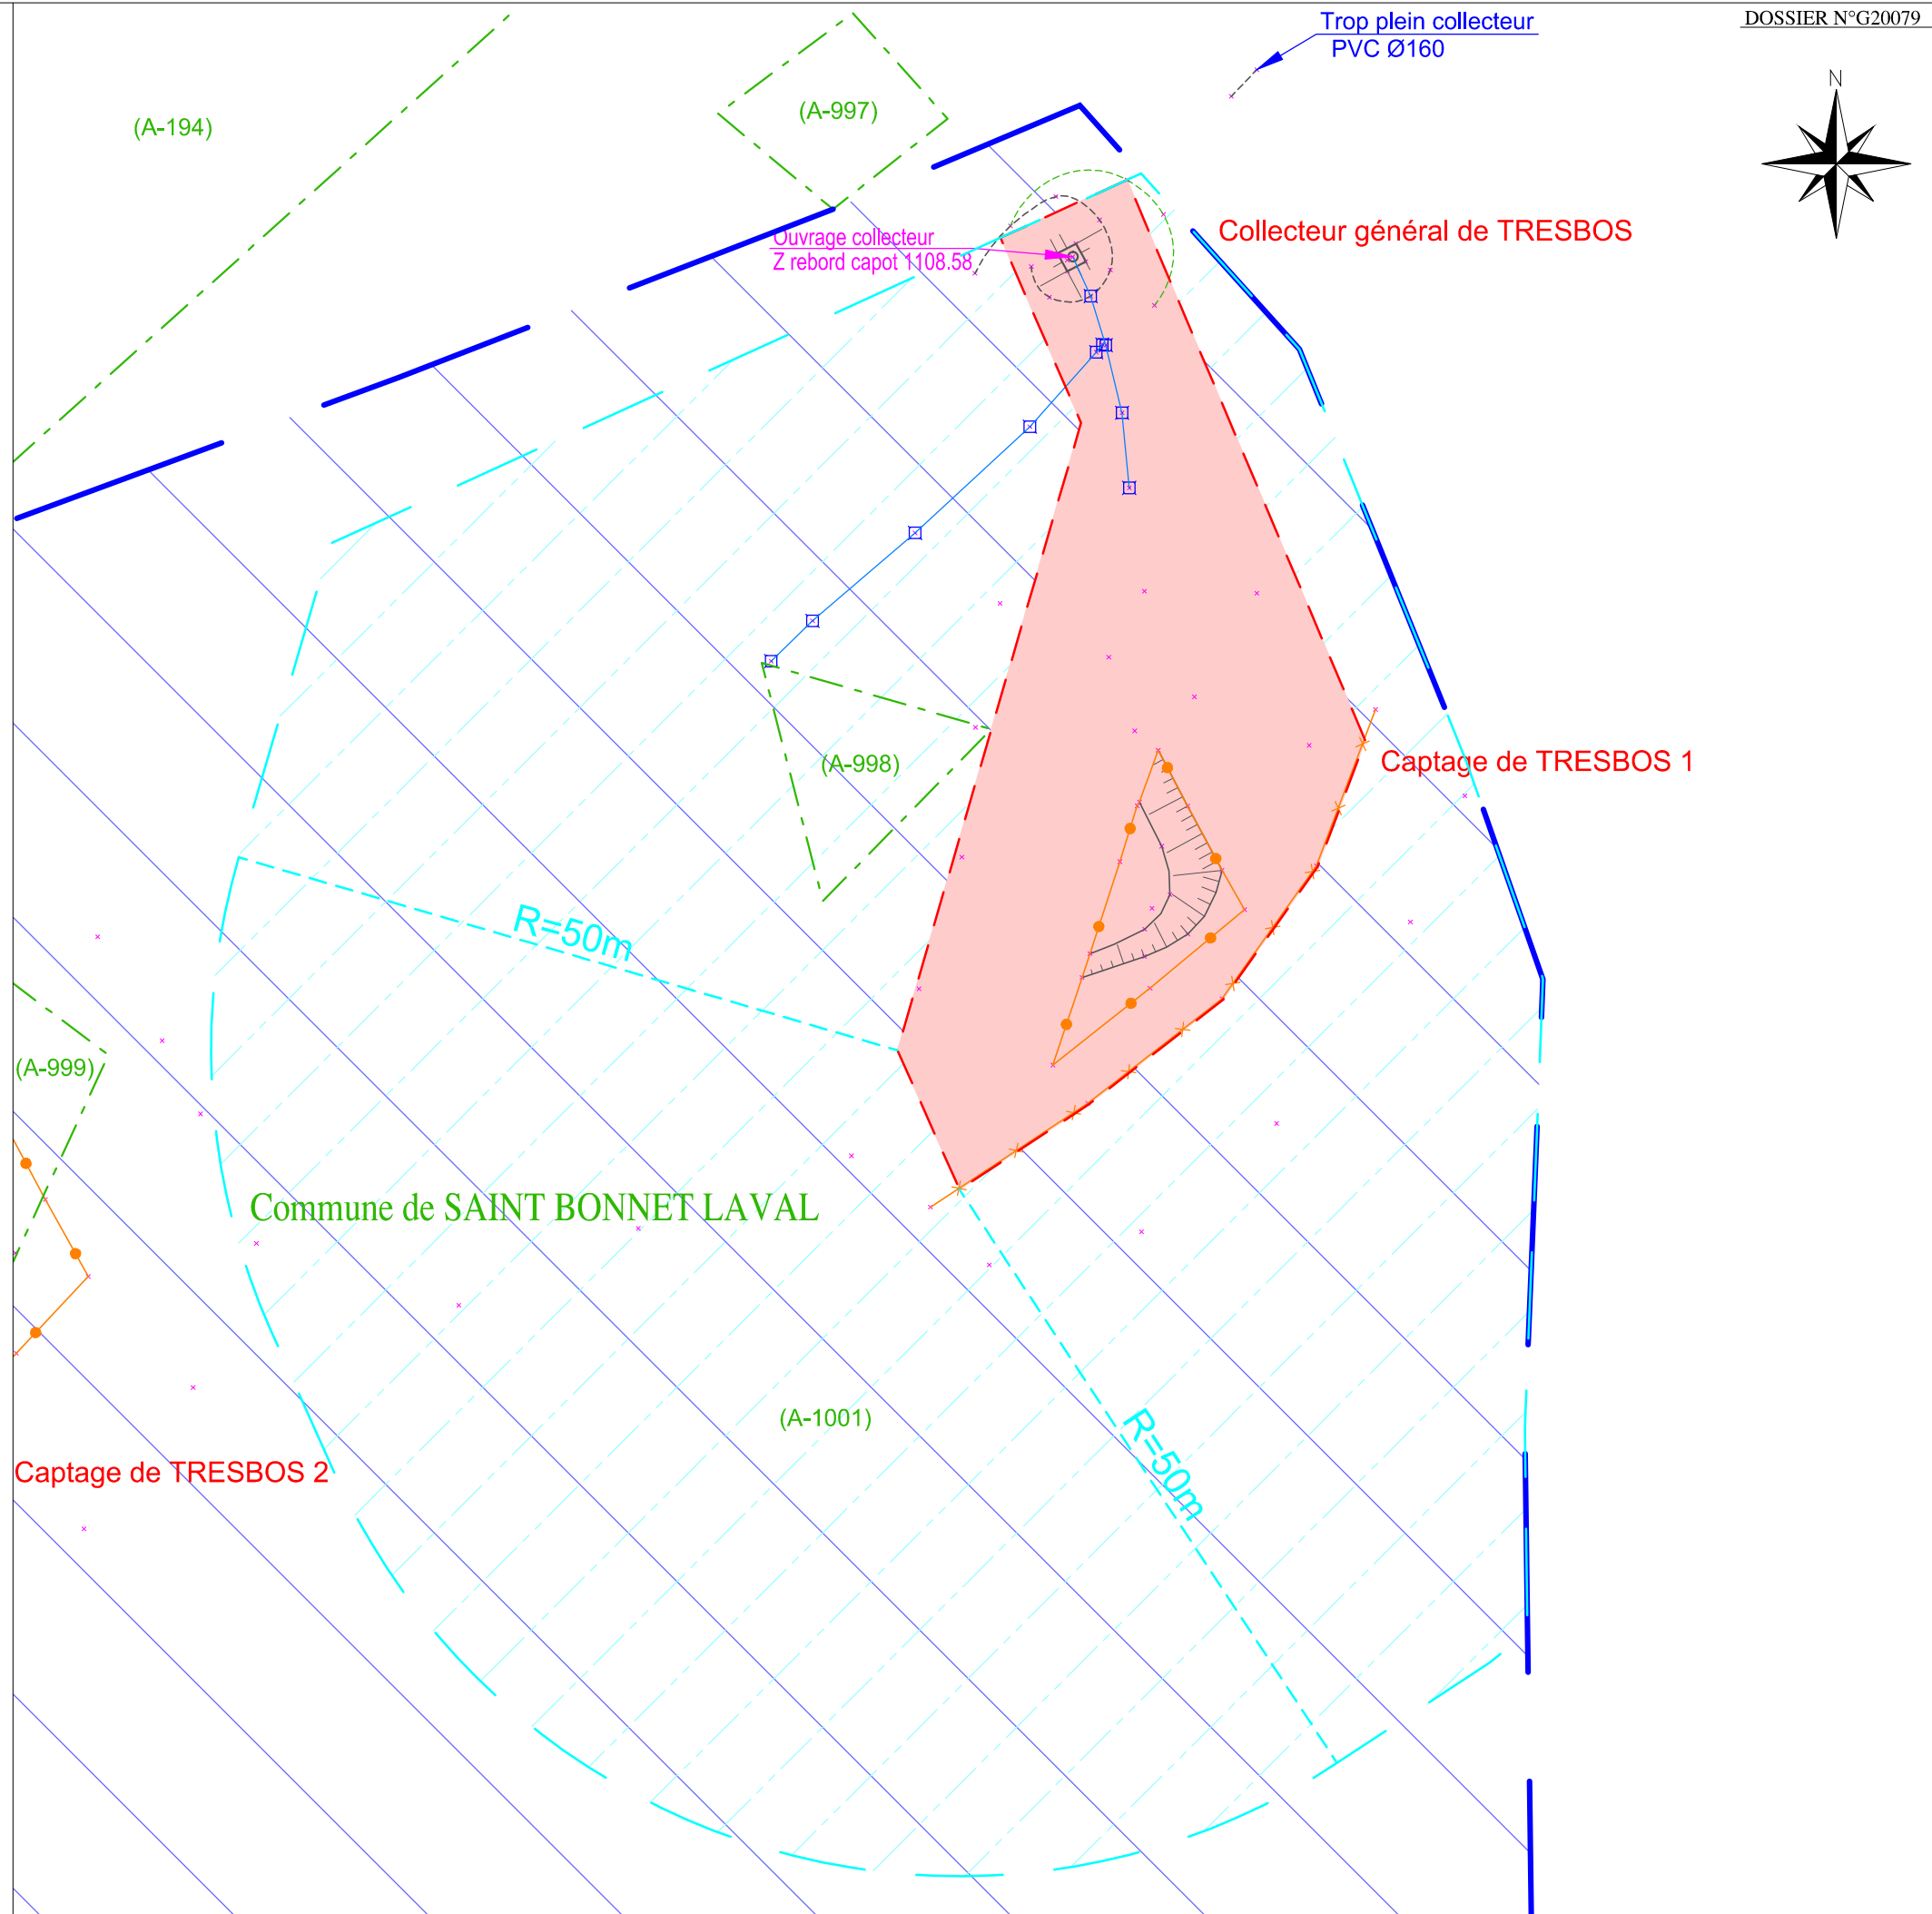 Trop plein collecteur
PVC Ø160
DOSSIER N°G20079
N
(A-194)
(A-997)
Collecteur général de TRESBOS
Ouvrage collecteur
Z rebord capot 1108.58
Captage de TRESBOS 1
(A-998)
R=50m
(A-999)
Commune de SAINT BONNET LAVAL
(A-1001)
R=50m
Captage de TRESBOS 2